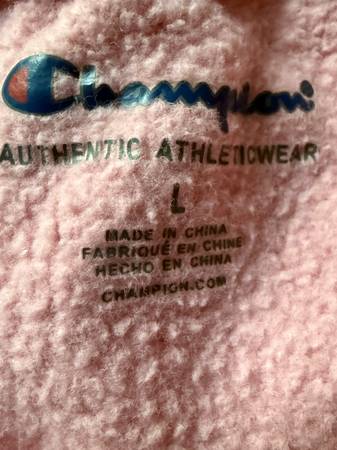 Champion
AUTHENTIC ATHLETICWEAR
L
MADE IN CHINA
FABRIQUÉ EN CHINE
HECHO EN CHINA
CHAMPION.COM